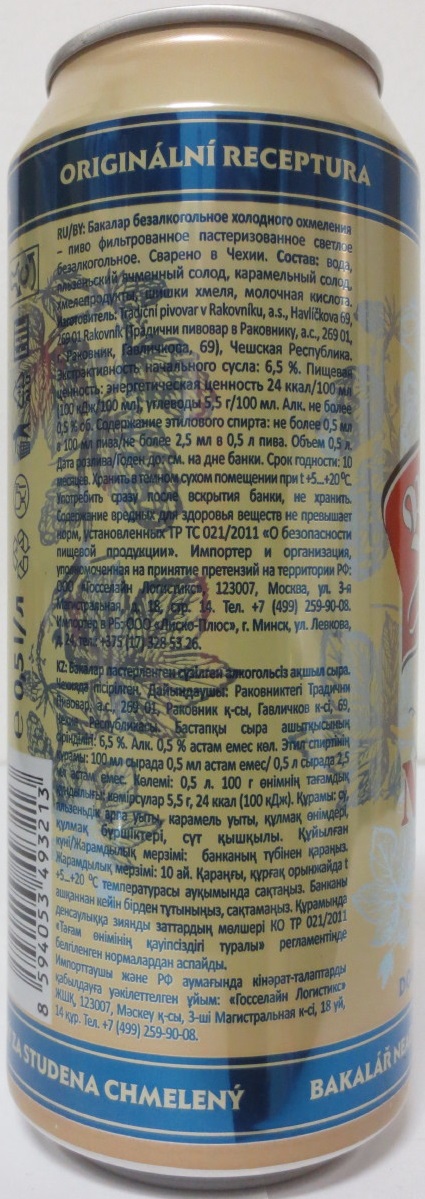 ORIGINÁLNÍ RECEPTURA
RU/BY: Бакалар безалкогольное холодного охмеления
– пиво фильтрованное пастеризованное светлое
безалкогольное. Сварено в Чехии. Состав: вода,
пльзеньский ячменный солод, карамельный солод,
хмелепродукты, шишки хмеля, молочная кислота.
Изготовитель: Tradiční pivovar v Rakovníku, a.s., Havlíčkova 69,
269 01 Rakovník (Традични пивовар в Раковнику, а.с., 269 01,
Раковник, Гавличкова, 69), Чешская Республика.
Экстрактивность начального сусла: 6,5 %. Пищевая
ценность: энергетическая ценность 24 ккал/100 мл
(100 кДж/100 мл), углеводы 5,5 г/100 мл. Алк. не более
0,5 % об. Содержание этилового спирта: не более 0,5 мл
в 100 мл пива/не более 2,5 мл в 0,5 л пива. Объем 0,5 л.
Дата розлива/Годен до: см. на дне банки. Срок годности: 10
месяцев. Хранить в темном сухом помещении при t +5...+20 °C.
Употребить сразу после вскрытия банки, не хранить.
Содержание вредных для здоровья веществ не превышает
норм, установленных ТР ТС 021/2011 «О безопасности
пищевой продукции». Импортер и организация,
уполномоченная на принятие претензий на территории РФ:
ООО «Госселайн Логистикс», 123007, Москва, ул. 3-я
Магистральная, д. 18, стр. 14. Тел. +7 (499) 259-90-08.
Импортер в РБ: ООО «Лиско-Плюс», г. Минск, ул. Левкова,
д. 24, тел.: +375 (17) 328 53 26.
KZ: Бакалар пастерленген сүзілген алкогольсіз ақшыл сыра.
Чехияда пісірілген. Дайындаушы: Раковниктегі Традични
пивовар, а.с., 269 01, Раковник қ-сы, Гавличков к-сі, 69,
Чехия Республикасы. Бастапқы сыра ашытқысының
6,5 %. Алк. 0,5 % астам емес көл. Этил спиртінің
құрамы: 100 мл сырада 0,5 мл астам емес/ 0,5 л сырада 2,5
мл астам емес. Көлемі: 0,5 л. 100 г өнімнің тағамдық
құндылығы: көмірсулар 5,5 г, 24 ккал (100 кДж). Құрамы: су,
пльзеньдік арпа уыты, карамель уыты, құлмақ өнімдері,
құлмақ бүршіктері, сүт қышқылы. Құйылған
күні/Жарамдылық мерзімі: банканың түбінен қараңыз.
Жарамдылық мерзімі: 10 ай. Қараңғы, құрғақ орынжайда t
+5...+20 °C температурасы ауқымында сақтаңыз. Банканы
ашқаннан кейін бірден тұтыныңыз, сақтамаңыз. Құрамында
денсаулыққа зиянды заттардың мөлшері КО ТР 021/2011
«Тағам өнімінің қауіпсіздігі туралы» регламентінде
белгіленген нормалардан аспайды.
Импорттаушы және РФ аумағында кінәрат-талаптарды
қабылдауға уәкілеттелген ұйым: «Госселайн Логистикс»
ЖШҚ, 123007, Мәскеу қ-сы, 3-ші Магистральная к-сі, 18 үй,
14 құр. Тел. +7 (499) 259-90-08.
e 0,5 l/л
8 594053 493213
ZA STUDENA CHMELENÝ
BAKALÁŘ